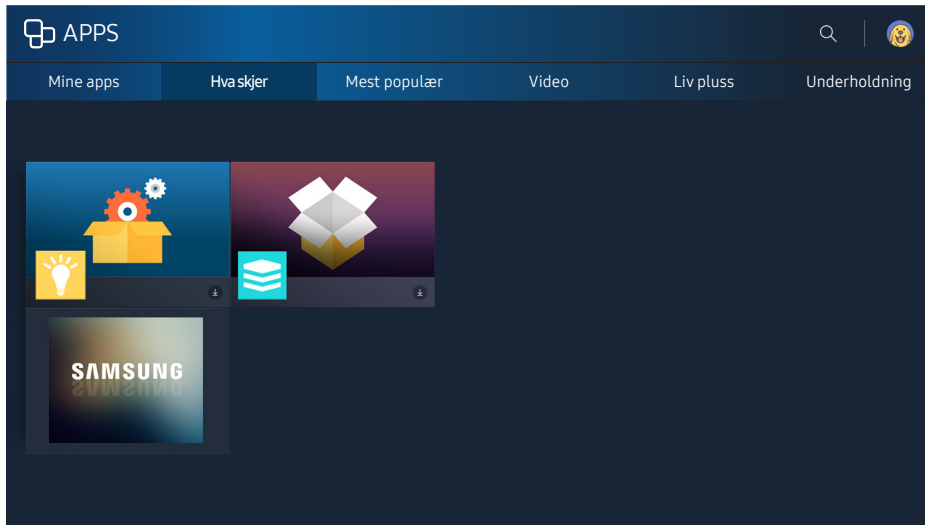 APPS
Mine apps Hva skjer Mest populær Video Liv pluss Underholdning
SAMSUNG